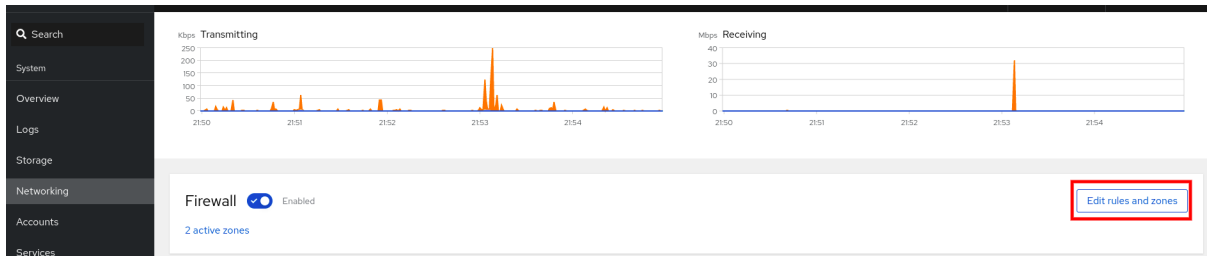 Search
System
Overview
Logs
Storage
Networking
Accounts
Services
Kbps Transmitting
250
200
150
100
50
0
21:50 21:51 21:52 21:53 21:54
Mbps Receiving
40
30
20
10
0
21:50 21:51 21:52 21:53 21:54
Firewall Enabled Edit rules and zones
2 active zones